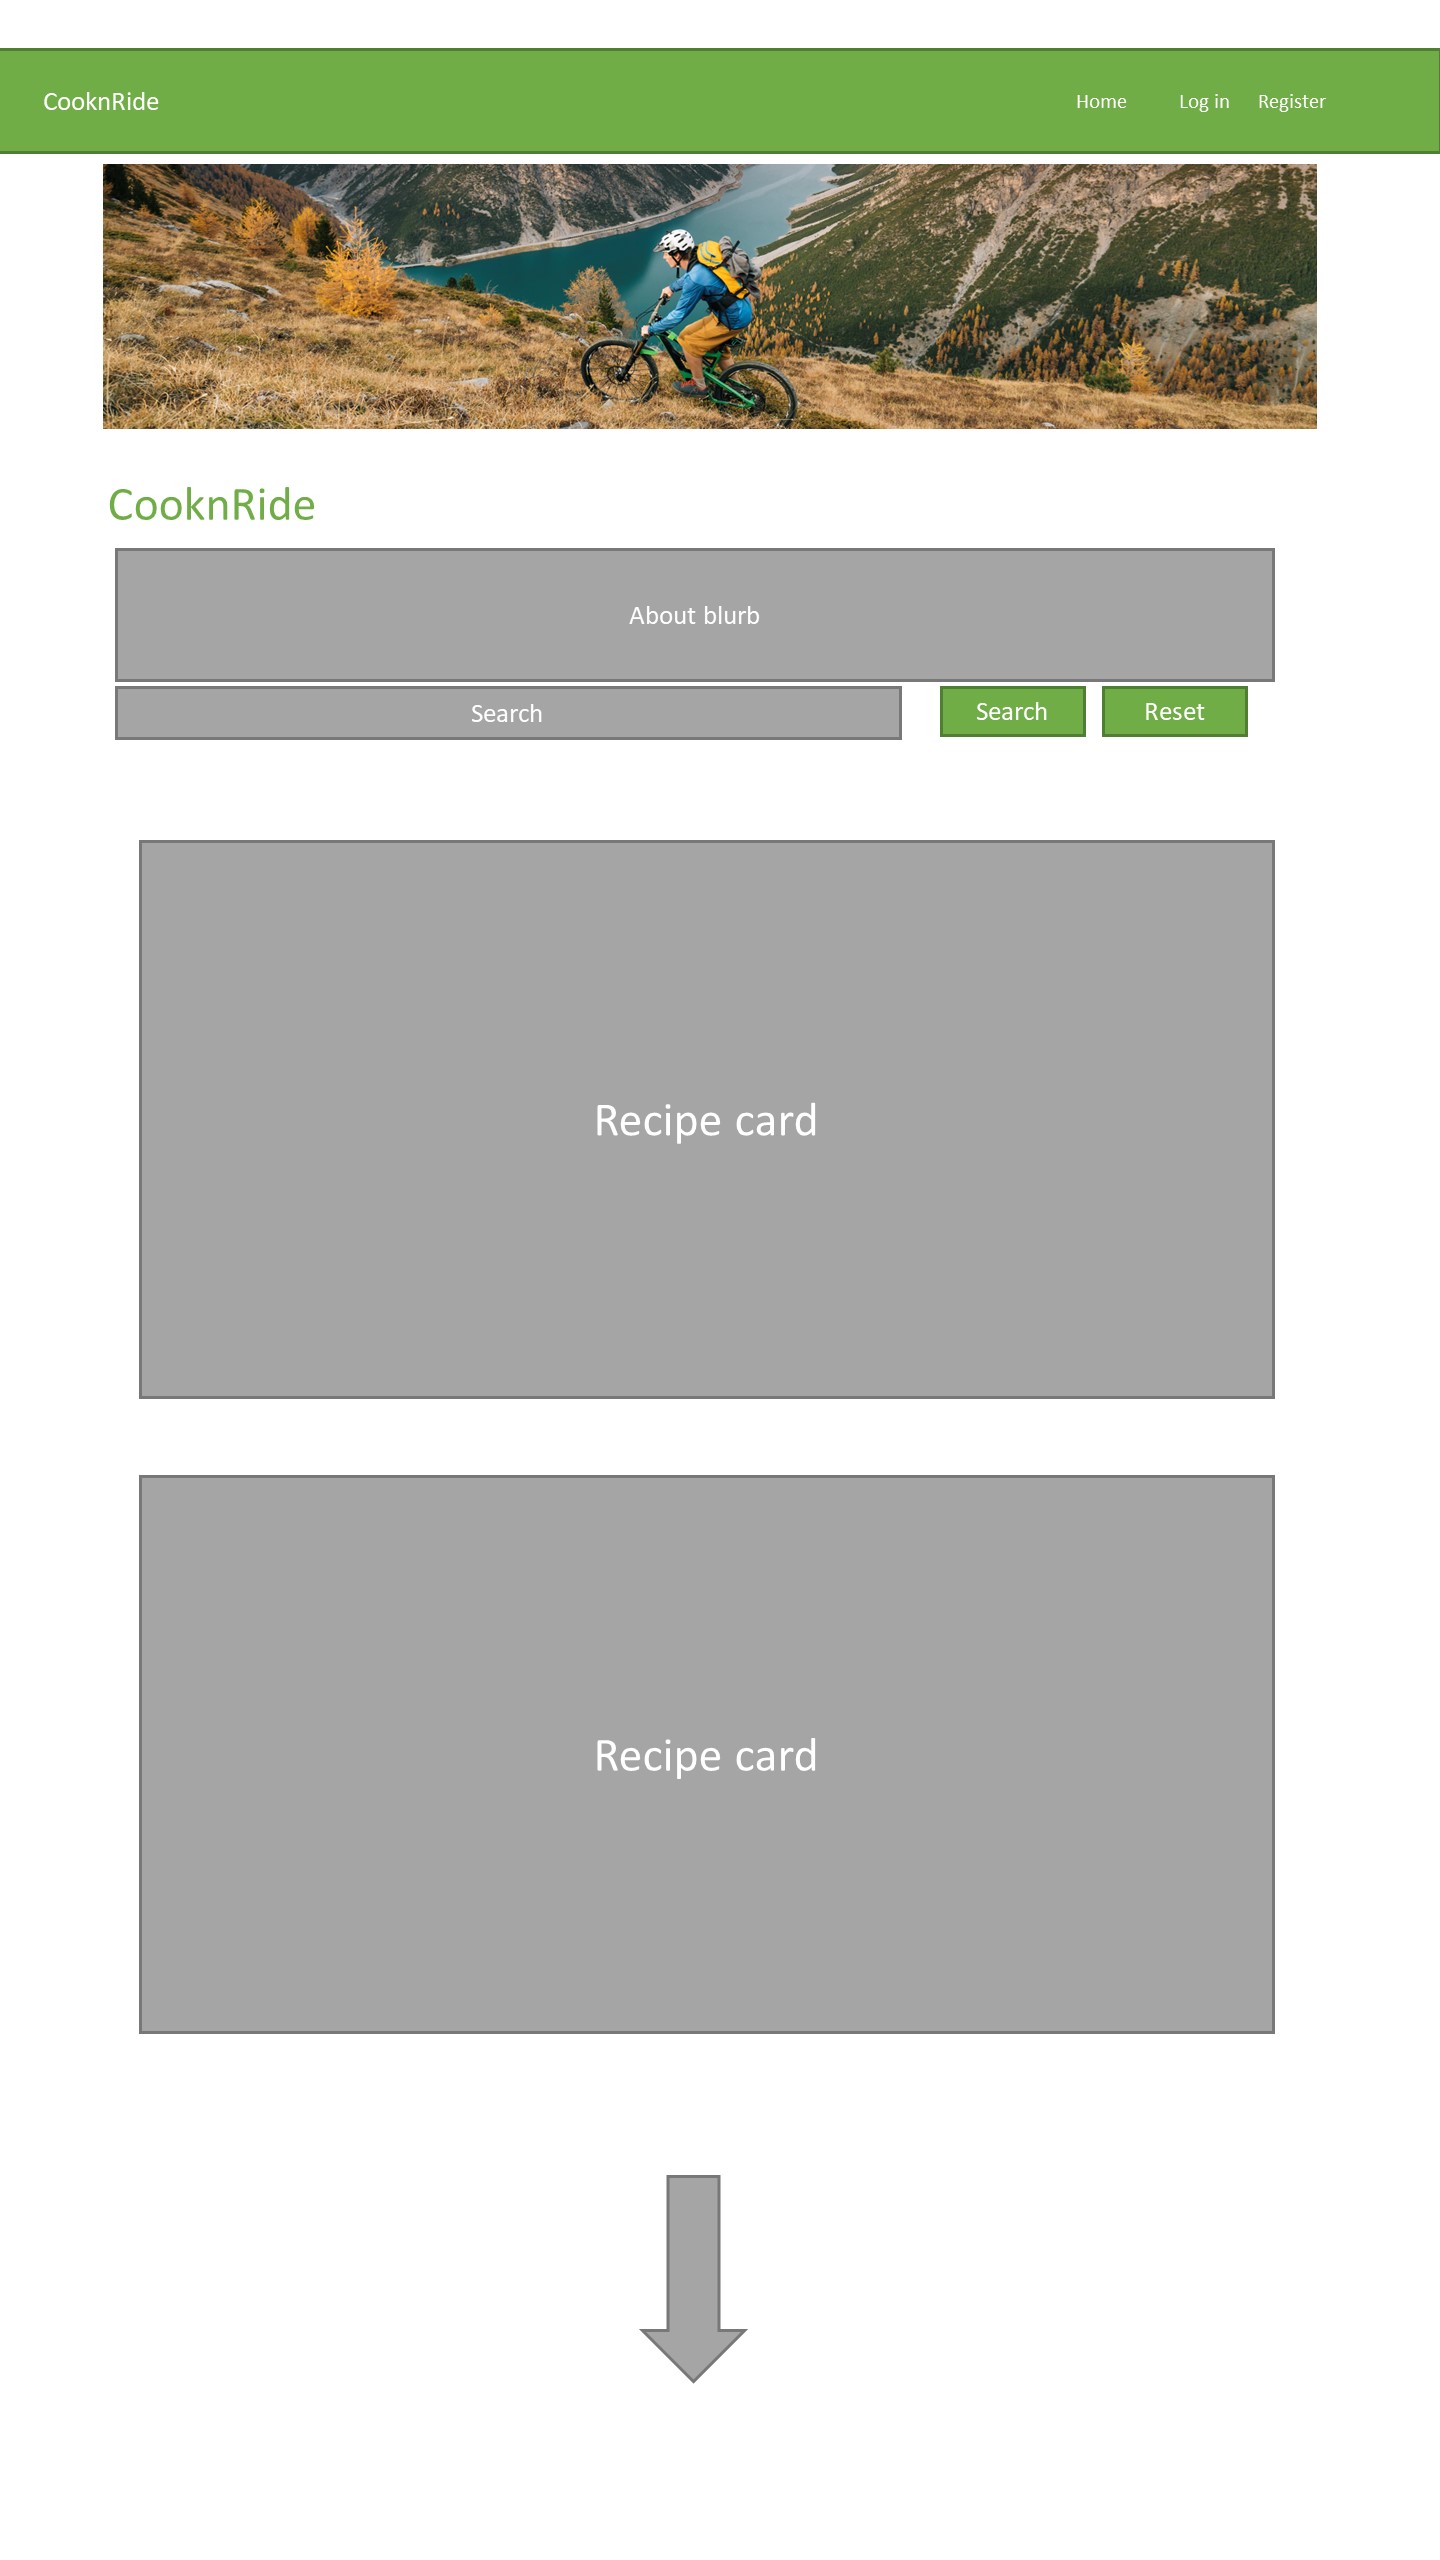 CooknRide
Home
Log in
Register
CooknRide
About blurb
Search
Search
Reset
Recipe card
Recipe card